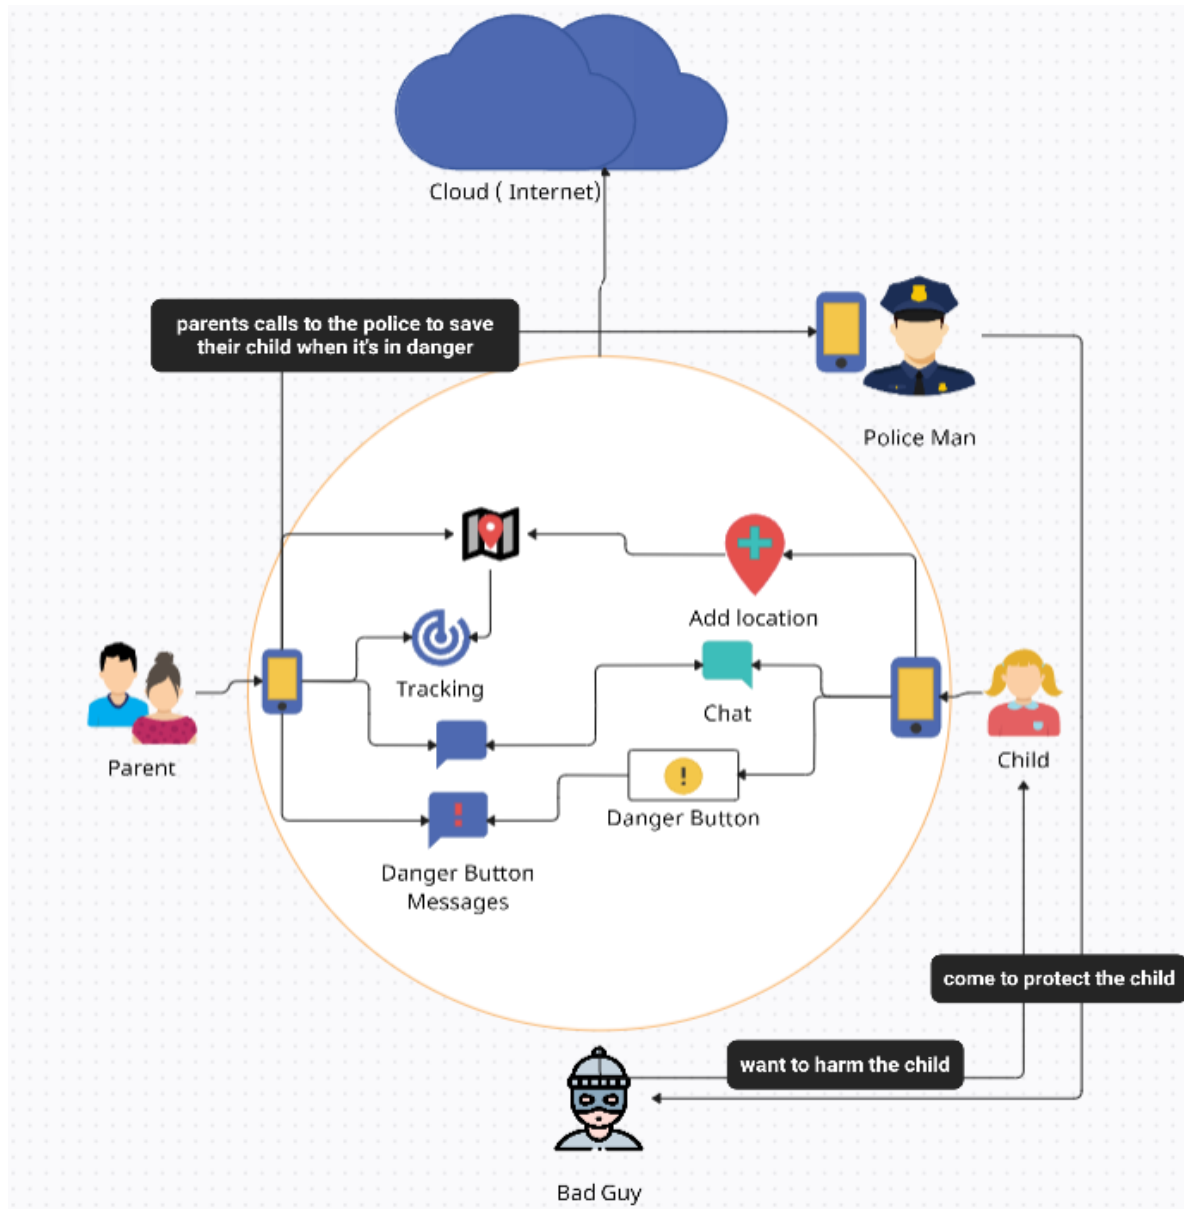 Cloud ( Internet)
parents calls to the police to save
their child when it's in danger
Police Man
Add location
Tracking
Chat
Parent
Child
Danger Button
Danger Button
Messages
come to protect the child
want to harm the child
Bad Guy